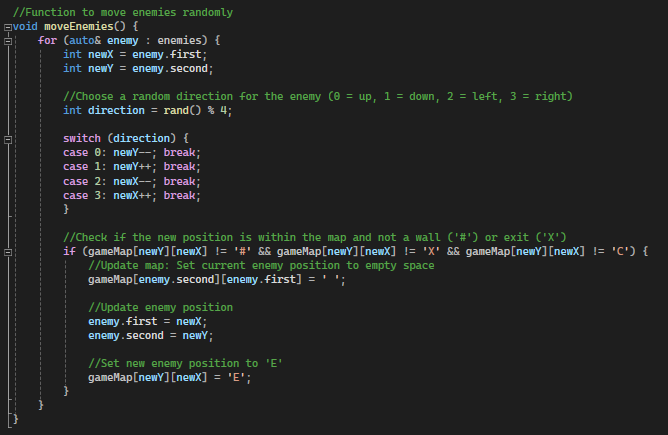 //Function to move enemies randomly
void moveEnemies() {
for (auto& enemy : enemies) {
int newX = enemy.first;
int newY = enemy.second;
//Choose a random direction for the enemy (0 = up, 1 = down, 2 = left, 3 = right)
int direction = rand() % 4;
switch (direction) {
case 0: newY--; break;
case 1: newY++; break;
case 2: newX--; break;
case 3: newX++; break;
}
//Check if the new position is within the map and not a wall ('#') or exit ('X')
if (gameMap[newY][newX] != '#' && gameMap[newY][newX] != 'X' && gameMap[newY][newX] != 'C') {
//Update map: Set current enemy position to empty space
gameMap[enemy.second][enemy.first] = ' ';
//Update enemy position
enemy.first = newX;
enemy.second = newY;
//Set new enemy position to 'E'
gameMap[newY][newX] = 'E';
}
}
}